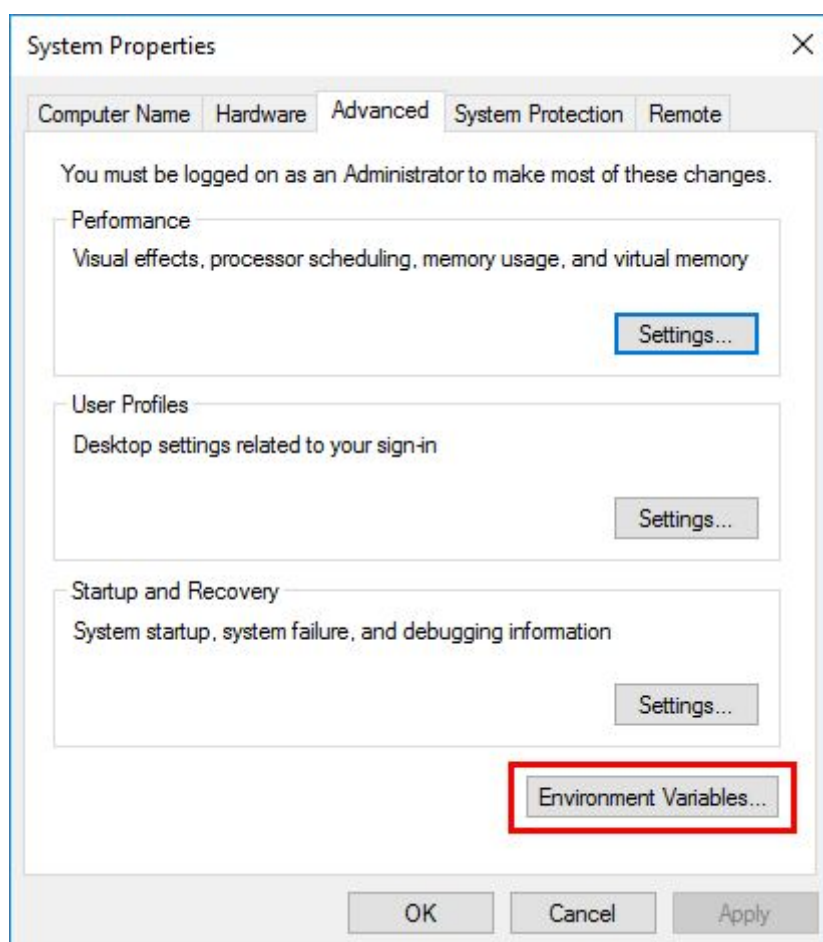 System Properties
Computer Name Hardware Advanced System Protection Remote
You must be logged on as an Administrator to make most of these changes.
Performance
Visual effects, processor scheduling, memory usage, and virtual memory
Settings...
User Profiles
Desktop settings related to your sign-in
Settings...
Startup and Recovery
System startup, system failure, and debugging information
Settings...
Environment Variables...
OK Cancel Apply